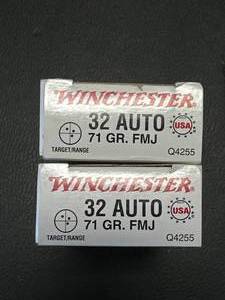 WINCHESTER
32 AUTO
71 GR. FMJ
USA
TARGET/RANGE
Q4255
WINCHESTER
32 AUTO
71 GR. FMJ
USA
TARGET/RANGE
Q4255